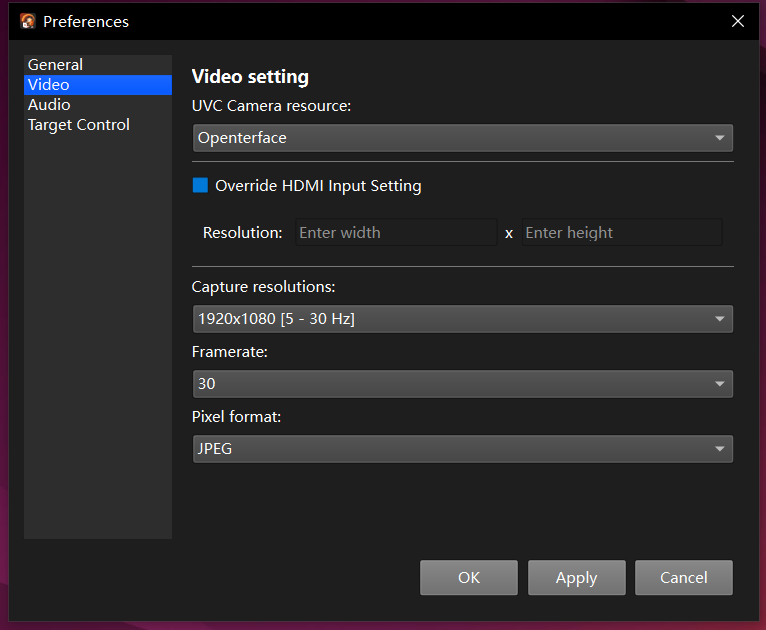 Preferences
General
Video
Audio
Target Control
Video setting
UVC Camera resource:
Openterface
Override HDMI Input Setting
Resolution: Enter width x Enter height
Capture resolutions:
1920x1080 [5 - 30 Hz]
Framerate:
30
Pixel format:
JPEG
OK Apply Cancel